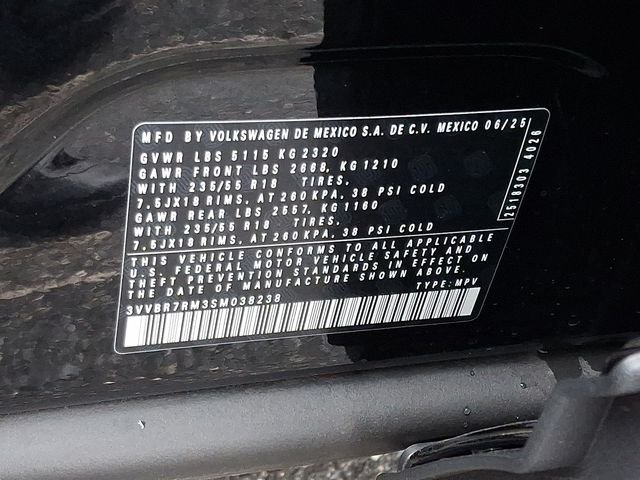 MFD BY VOLKSWAGEN DE MEXICO S.A. DE C.V. MEXICO 06/25
GVWR LBS 5115 KG 2320
GAWR FRONT LBS 2668, KG 1210
WITH 235/55 R18 TIRES,
7.5JX18 RIMS, AT 260 KPA, 38 PSI COLD
GAWR REAR LBS 2557, KG 1160
WITH 235/55 R18 TIRES,
7.5JX18 RIMS, AT 260 KPA, 38 PSI COLD
2518303 4026
THIS VEHICLE CONFORMS TO ALL APPLICABLE
U.S. FEDERAL MOTOR VEHICLE SAFETY AND
THEFT PREVENTION STANDARDS IN EFFECT ON
THE DATE OF MANUFACTURE SHOWN ABOVE.
3VVBR7RM3SM038238 TYPE: MPV